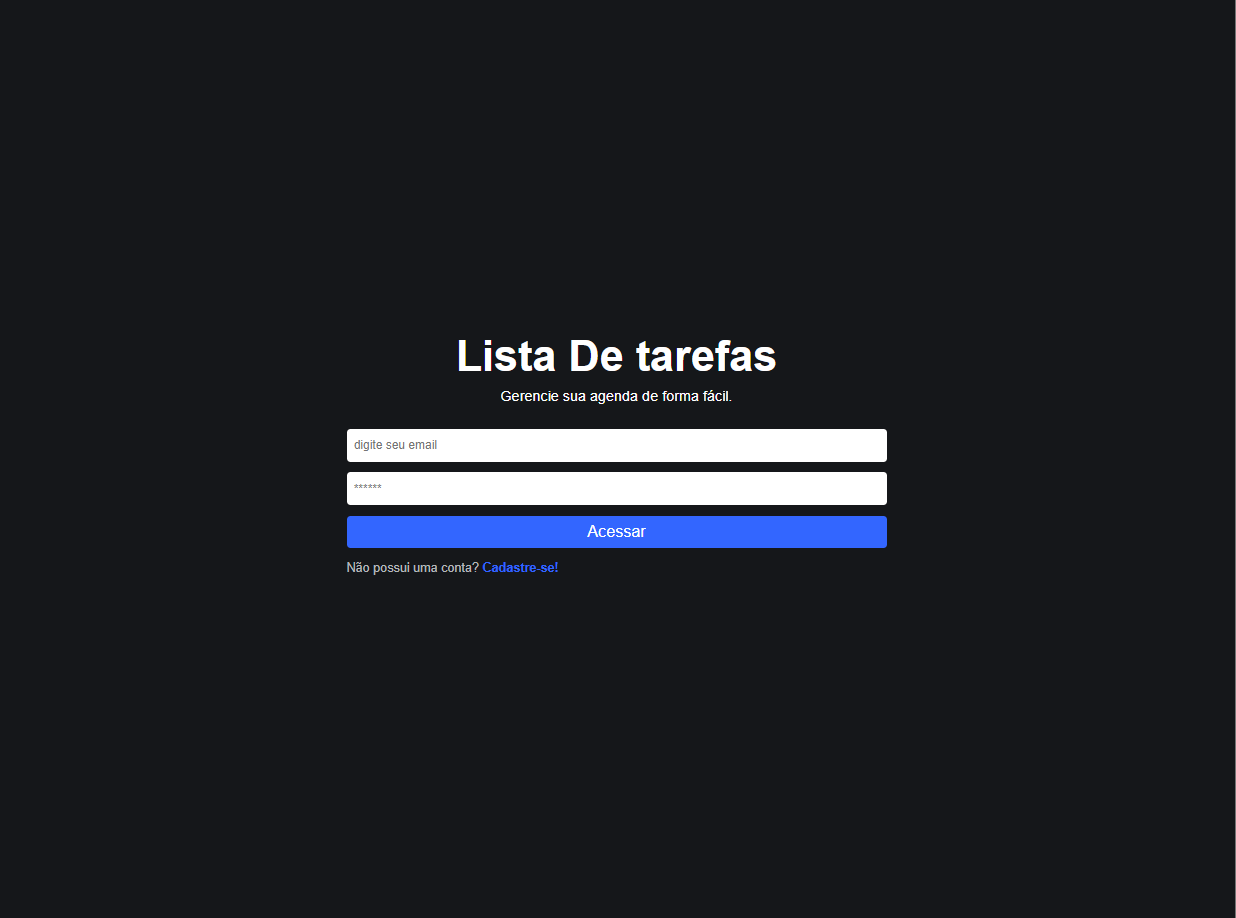 Lista De tarefas
Gerencie sua agenda de forma fácil.
digite seu email
******
Acessar
Não possui uma conta? Cadastre-se!